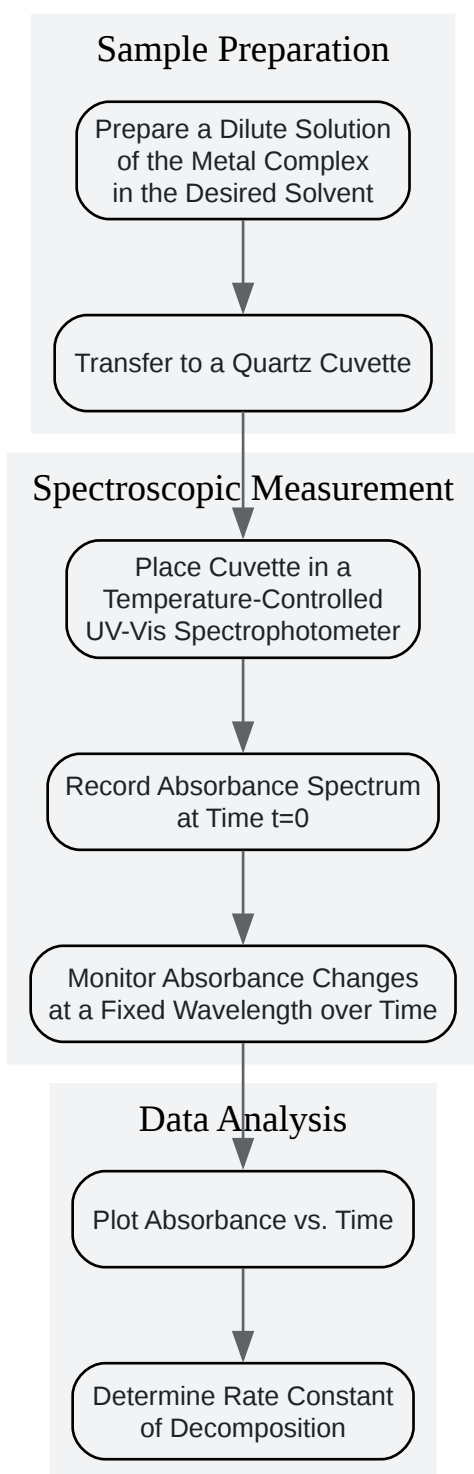 Sample Preparation
Prepare a Dilute Solution
of the Metal Complex
in the Desired Solvent
Transfer to a Quartz Cuvette
Spectroscopic Measurement
Place Cuvette in a
Temperature-Controlled
UV-Vis Spectrophotometer
Record Absorbance Spectrum
at Time t=0
Monitor Absorbance Changes
at a Fixed Wavelength over Time
Data Analysis
Plot Absorbance vs. Time
Determine Rate Constant
of Decomposition